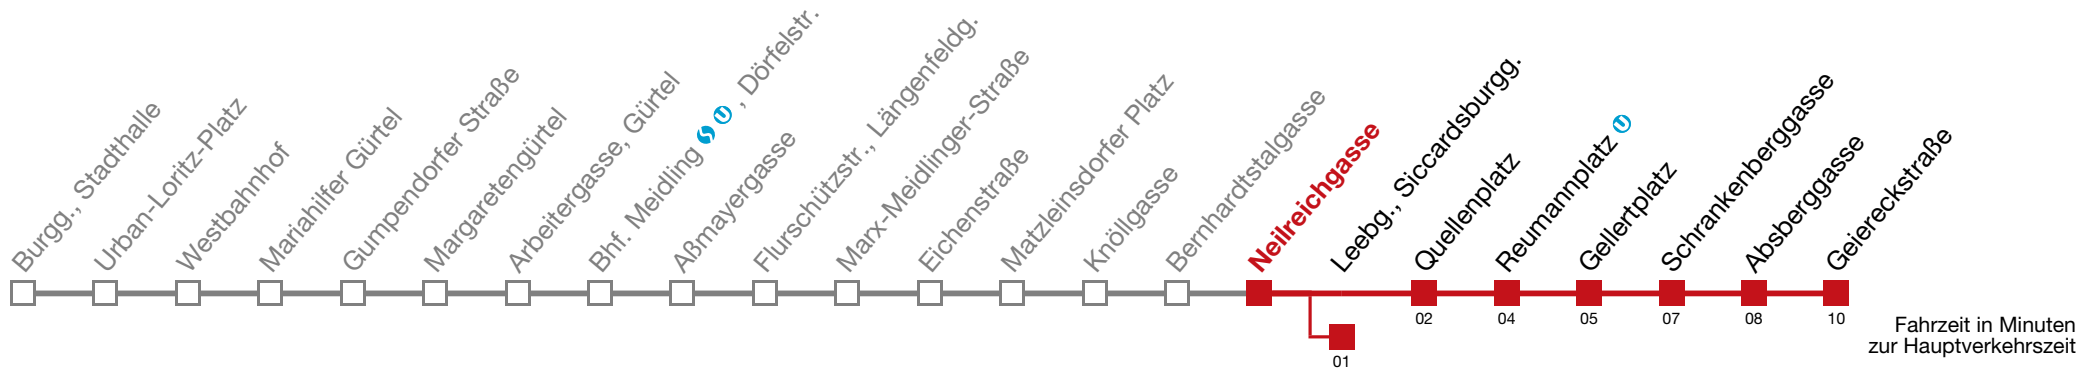 Burgg., Stadthalle
Urban-Loritz-Platz
Westbahnhof
Mariahilfer Gürtel
Gumpendorfer Straße
Margaretengürtel
Arbeitergasse, Gürtel
Bhf. Meidling S U , Dörfelstr.
Aßmayergasse
Flurschützstr., Längenfeldg.
Marx-Meidlinger-Straße
Eichenstraße
Matzleinsdorfer Platz
Knöllgasse
Bernhardtstalgasse
Neilreichgasse
Leebg., Siccardsburgg.
Quellenplatz
Reumannplatz U
Gellertplatz
Schrankenberggasse
Absberggasse
Geiereckstraße
02 04 05 07 08 10
01
Fahrzeit in Minuten
zur Hauptverkehrszeit